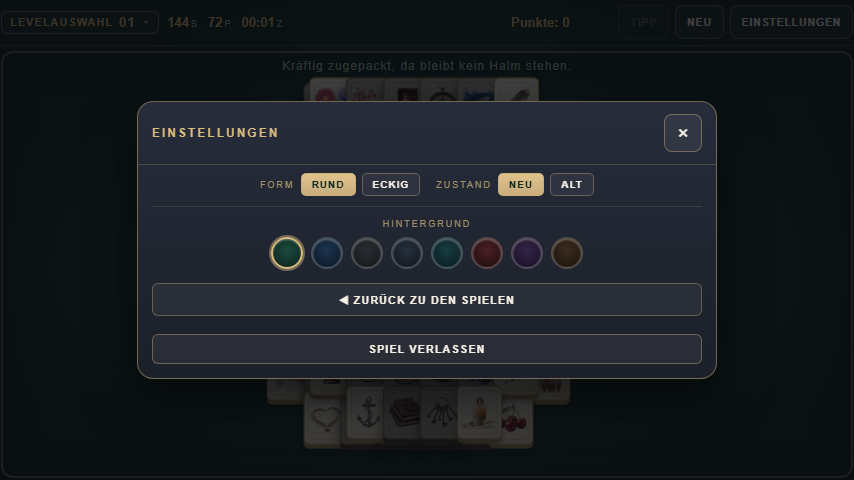 LEVELAUSWAHL 01 144S 72P 00:01Z Punkte: 0 TIPP NEU EINSTELLUNGEN
Kräftig zugepackt, da bleibt kein Halm stehen.
EINSTELLUNGEN ×
FORM RUND ECKIG ZUSTAND NEU ALT
HINTERGRUND
◀ ZURÜCK ZU DEN SPIELEN
SPIEL VERLASSEN